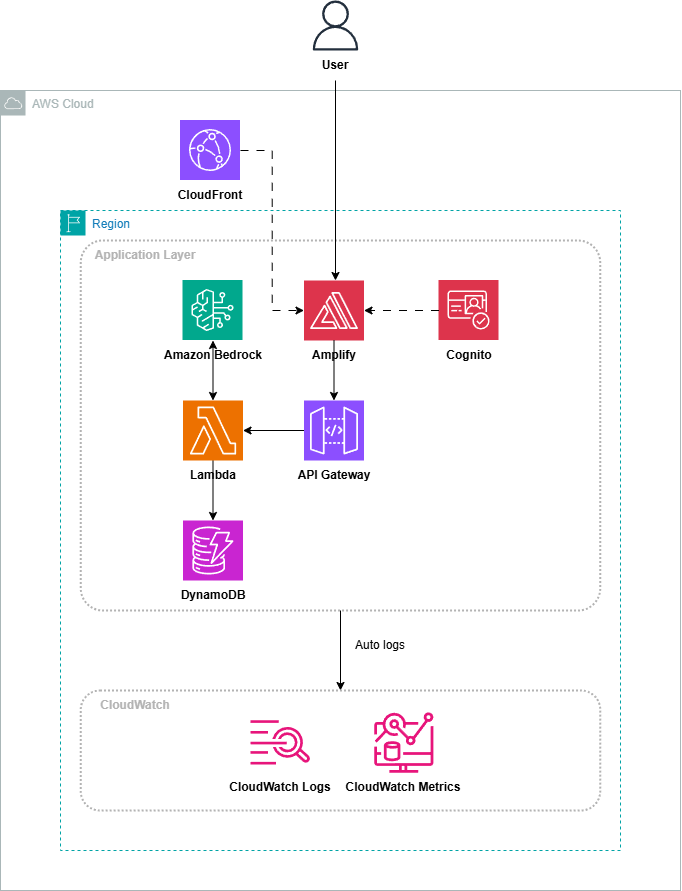 User
AWS Cloud
CloudFront
Region
Application Layer
Amazon Bedrock
Amplify
Cognito
Lambda
API Gateway
DynamoDB
Auto logs
CloudWatch
CloudWatch Logs
CloudWatch Metrics